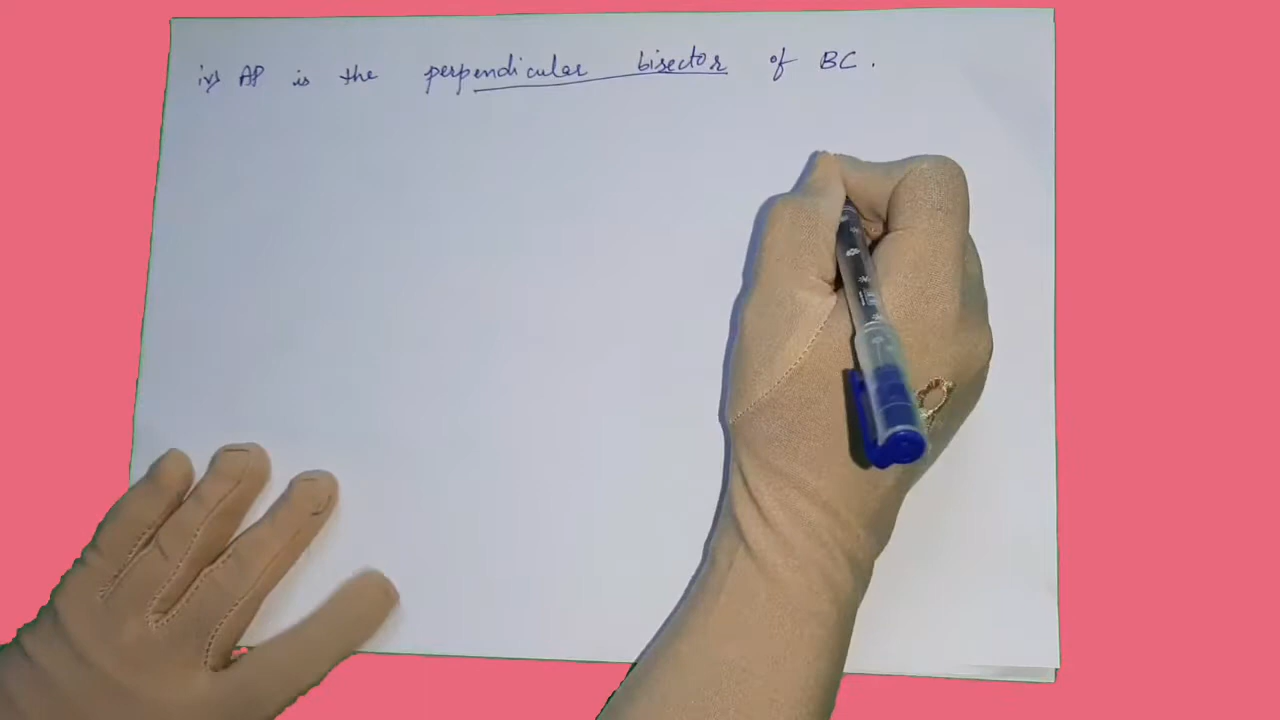 iv) AP is the perpendicular bisector of BC.